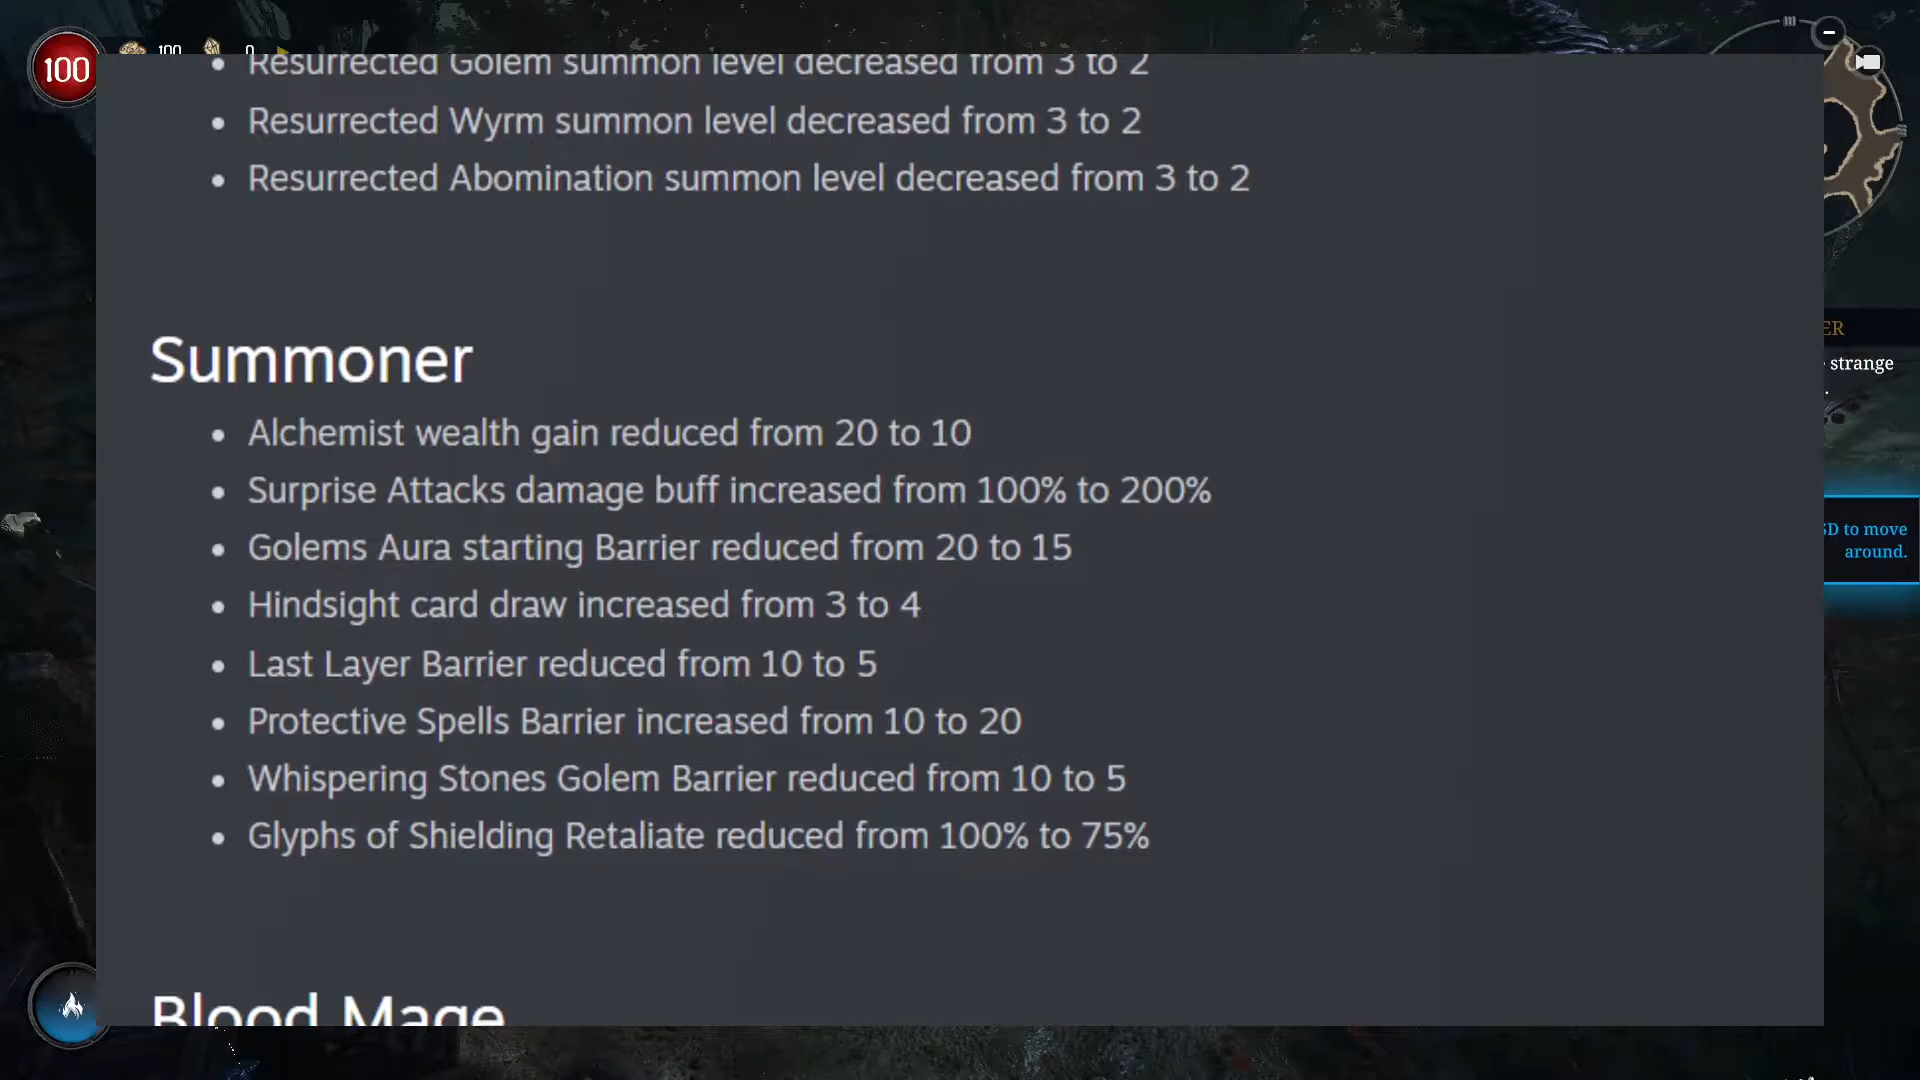 100
100 0
• Resurrected Golem summon level decreased from 3 to 2
• Resurrected Wyrm summon level decreased from 3 to 2
• Resurrected Abomination summon level decreased from 3 to 2
Summoner
• Alchemist wealth gain reduced from 20 to 10
• Surprise Attacks damage buff increased from 100% to 200%
• Golems Aura starting Barrier reduced from 20 to 15
• Hindsight card draw increased from 3 to 4
• Last Layer Barrier reduced from 10 to 5
• Protective Spells Barrier increased from 10 to 20
• Whispering Stones Golem Barrier reduced from 10 to 5
• Glyphs of Shielding Retaliate reduced from 100% to 75%
Blood Mage
ER
strange
.
SD to move
around.